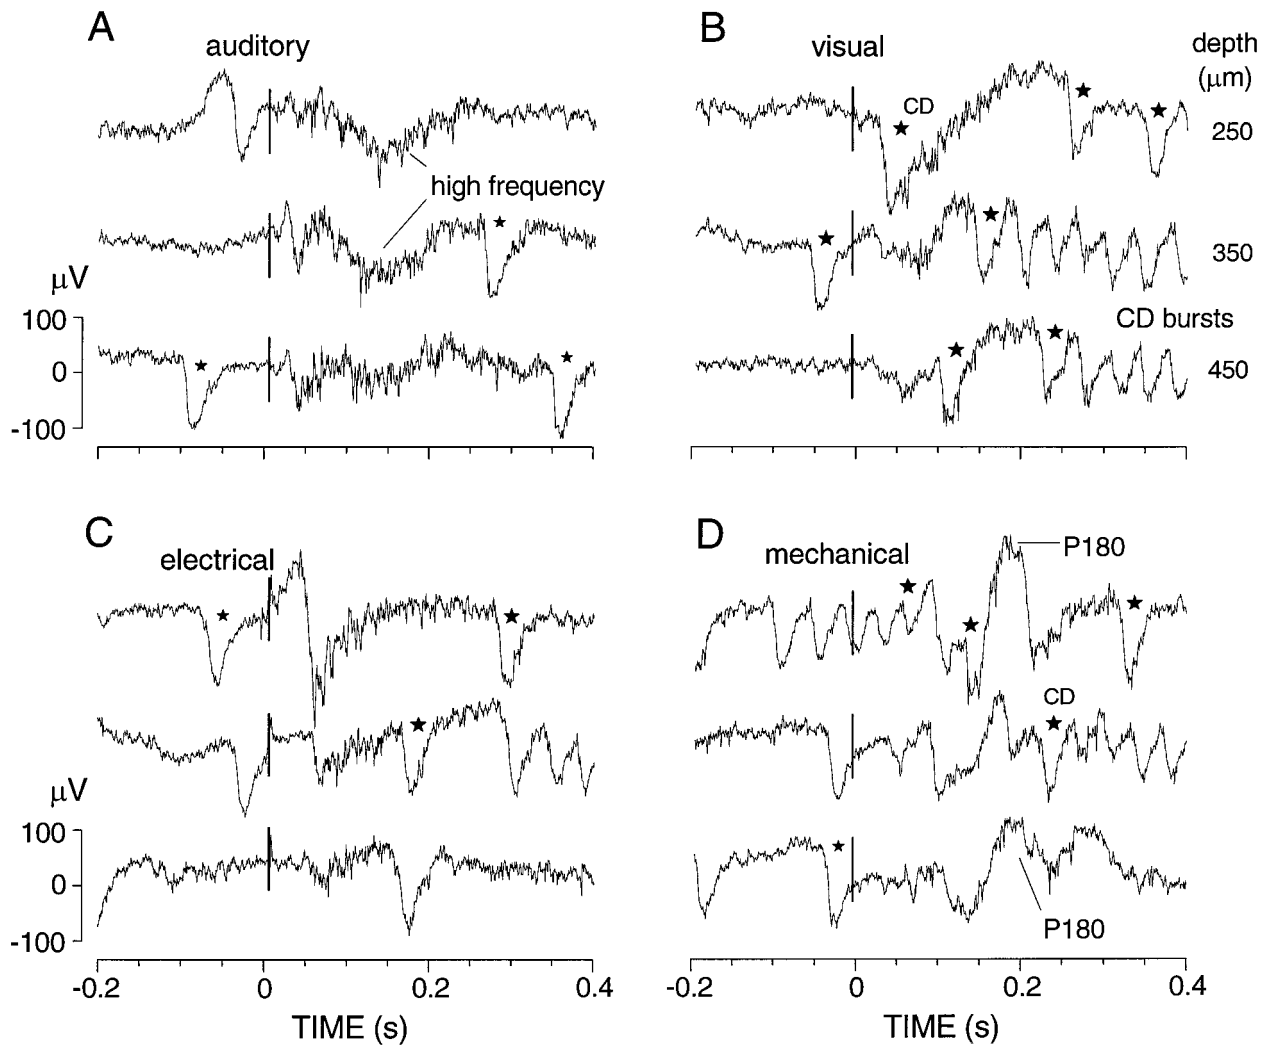 A
auditory
B
visual
depth
(μm)
CD
★
★
★
250
high frequency
★
★
★
350
μV
100
0
-100
★
★
★
★
CD bursts
450
C
electrical
D
mechanical
P180
★
★
★
★
★
CD
★
★
μV
100
0
-100
★
P180
-0.2
0
0.2
0.4
-0.2
0
0.2
0.4
TIME (s)
TIME (s)